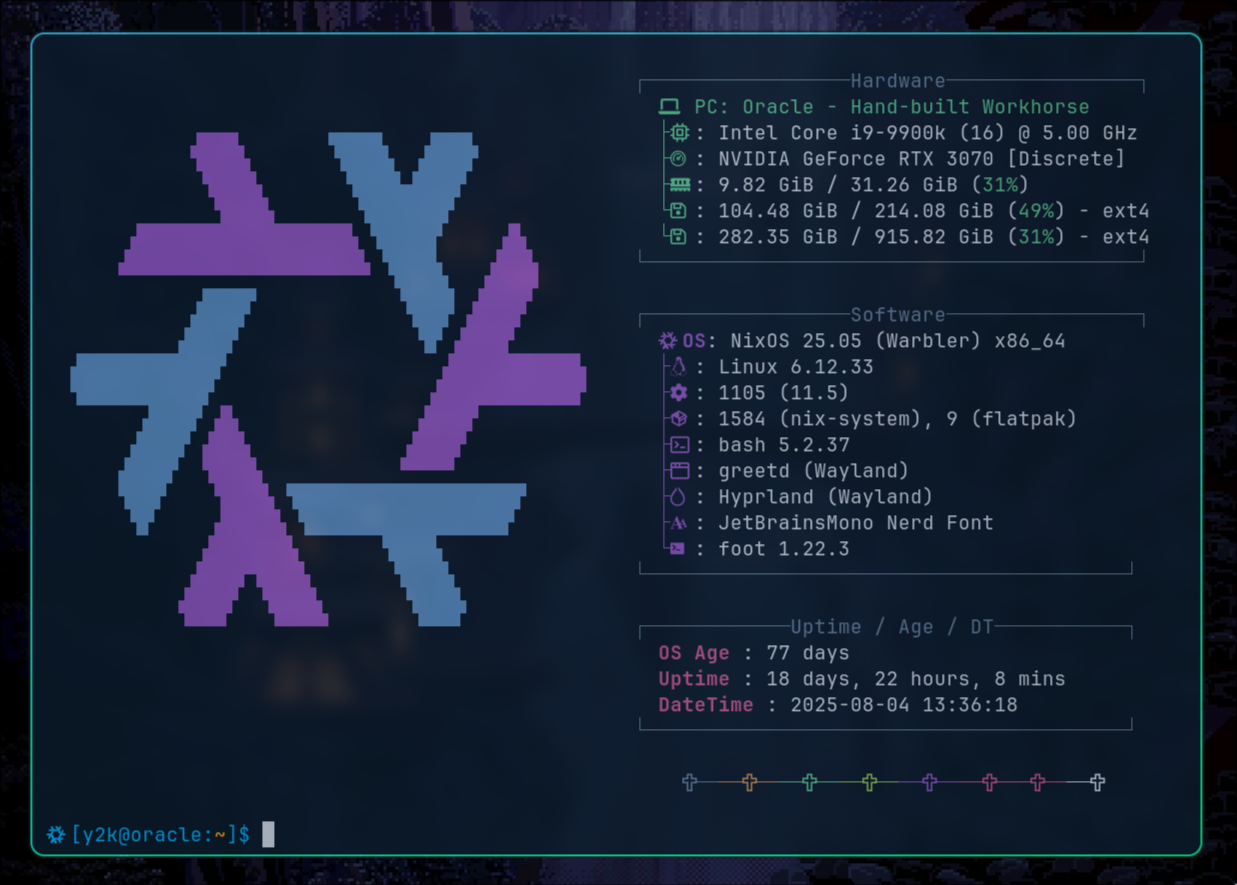 Hardware
PC: Oracle - Hand-built Workhorse
: Intel Core i9-9900k (16) @ 5.00 GHz
: NVIDIA GeForce RTX 3070 [Discrete]
: 9.82 GiB / 31.26 GiB (31%)
: 104.48 GiB / 214.08 GiB (49%) - ext4
: 282.35 GiB / 915.82 GiB (31%) - ext4
Software
OS: NixOS 25.05 (Warbler) x86_64
: Linux 6.12.33
: 1105 (11.5)
: 1584 (nix-system), 9 (flatpak)
: bash 5.2.37
: greetd (Wayland)
: Hyprland (Wayland)
: JetBrainsMono Nerd Font
: foot 1.22.3
Uptime / Age / DT
OS Age : 77 days
Uptime : 18 days, 22 hours, 8 mins
DateTime : 2025-08-04 13:36:18
[y2k@oracle:~]$